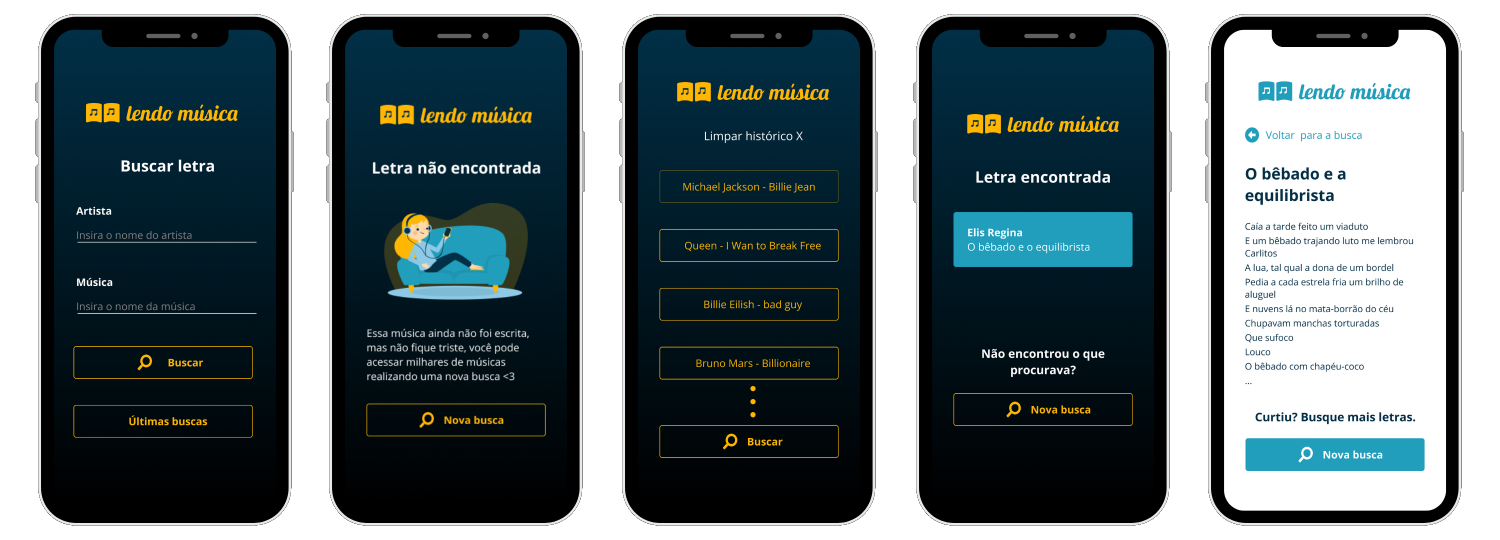 lendo música
Buscar letra
Artista
Insira o nome do artista
Música
Insira o nome da música
Buscar
Últimas buscas
lendo música
Letra não encontrada
Essa música ainda não foi escrita,
mas não fique triste, você pode
acessar milhares de músicas
realizando uma nova busca <3
Nova busca
lendo música
Limpar histórico X
Michael Jackson - Billie Jean
Queen - I Wan to Break Free
Billie Eilish - bad guy
Bruno Mars - Billionaire
Buscar
lendo música
Letra encontrada
Elis Regina
O bêbado e o equilibrista
Não encontrou o que
procurava?
Nova busca
lendo música
Voltar para a busca
O bêbado e a
equilibrista
Caía a tarde feito um viaduto
E um bêbado trajando luto me lembrou
Carlitos
A lua, tal qual a dona de um bordel
Pedia a cada estrela fria um brilho de
aluguel
E nuvens lá no mata-borrão do céu
Chupavam manchas torturadas
Que sufoco
Louco
O bêbado com chapéu-coco
...
Curtiu? Busque mais letras.
Nova busca